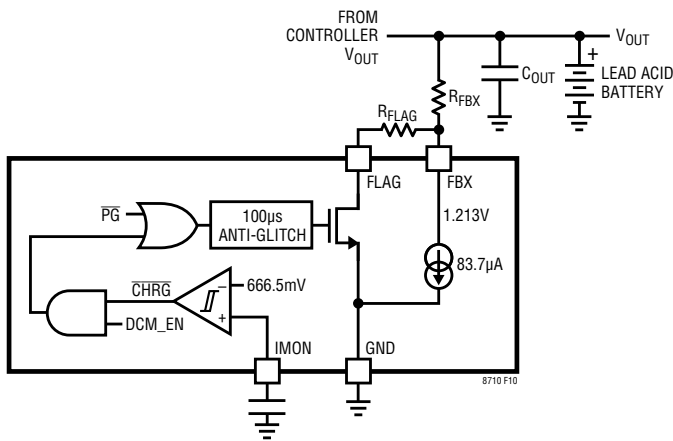 FROM
CONTROLLER
VOUT
VOUT
COUT
+
LEAD ACID
BATTERY
RFBX
RFLAG
FLAG
FBX
PG
100µs
ANTI-GLITCH
1.213V
83.7µA
CHRG
–
666.5mV
DCM_EN
+
IMON
GND
8710 F10